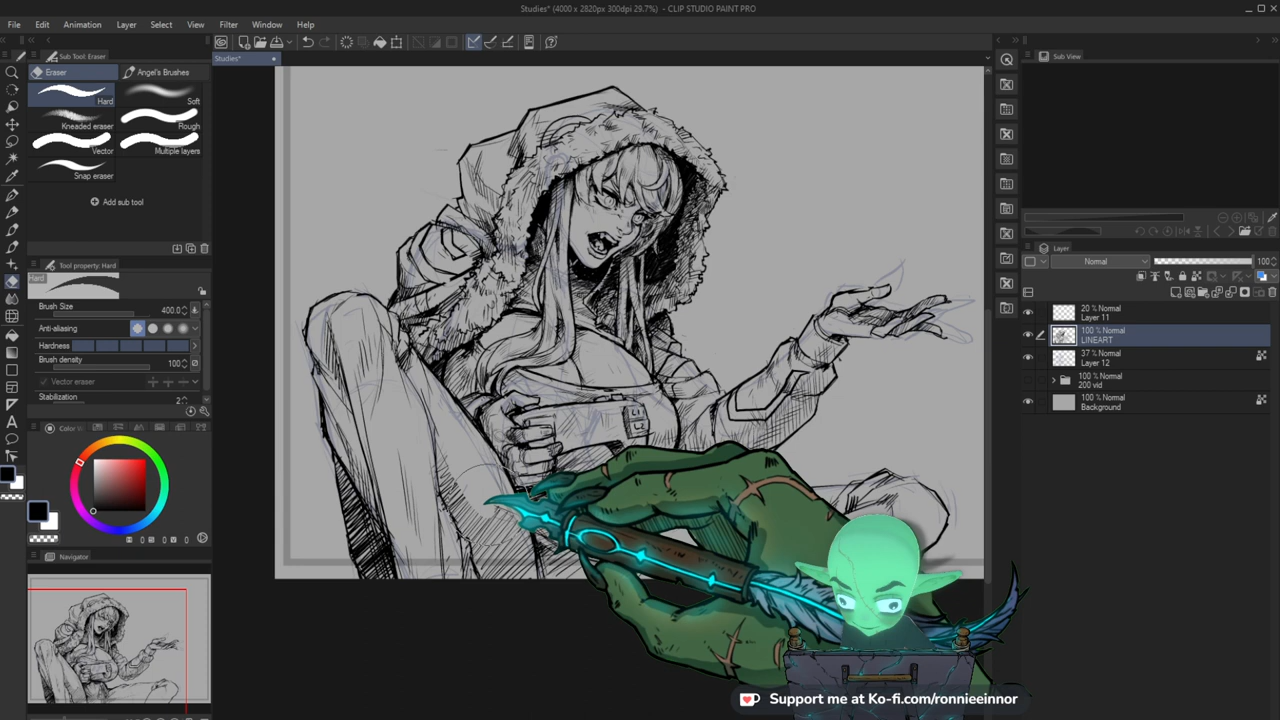 Studies* (4000 x 2820px 300dpi 29.7%) - CLIP STUDIO PAINT PRO
File Edit Animation Layer Select View Filter Window Help
Sub Tool: Eraser
Studies*
Sub View
Eraser Angel's Brushes
Hard Soft
Kneaded eraser Rough
Vector Multiple layers
Snap eraser
Add sub tool
Tool property: Hard
Hard
Brush Size 400.0
Anti-aliasing
Hardness
Brush density 100
Vector eraser
Stabilization 2
Layer
Normal 100
20 % Normal
Layer 11
100 % Normal
LINEART
37 % Normal
Layer 12
100 % Normal
200 vid
100 % Normal
Background
H 0 S 0 V 0
Navigator
Support me at Ko-fi.com/ronnieeinnor